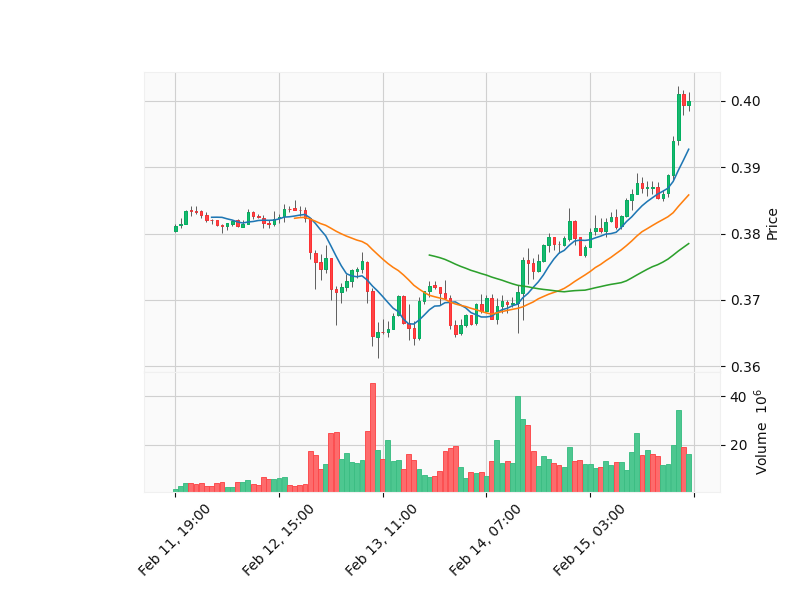 0.40
0.39
0.38
0.37
0.36
Price
40
20
Volume 10^6
Feb 11, 19:00
Feb 12, 15:00
Feb 13, 11:00
Feb 14, 07:00
Feb 15, 03:00